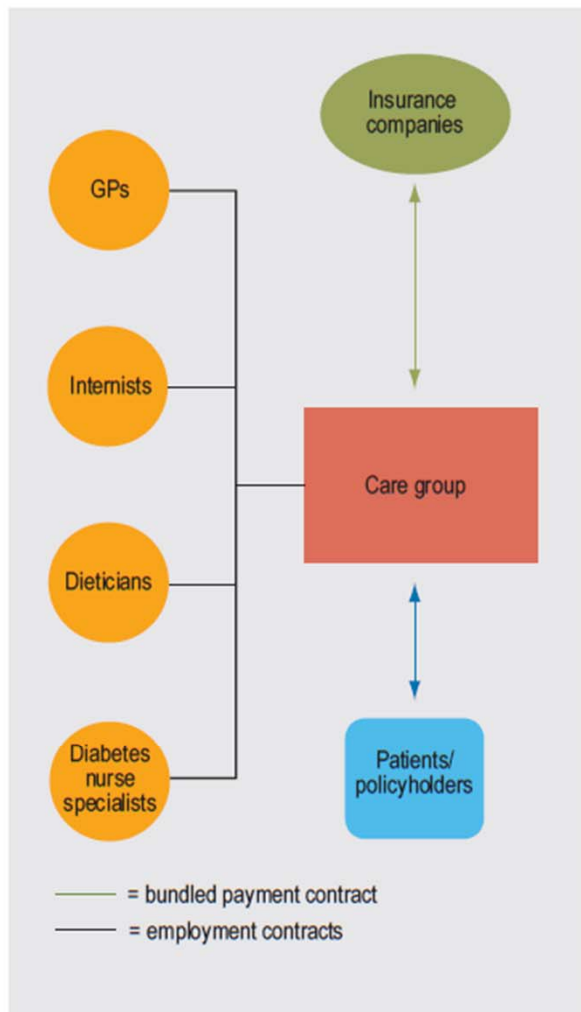 Insurance
companies
GPs
Internists
Care group
Dieticians
Diabetes
nurse
specialists
Patients/
policyholders
= bundled payment contract
= employment contracts